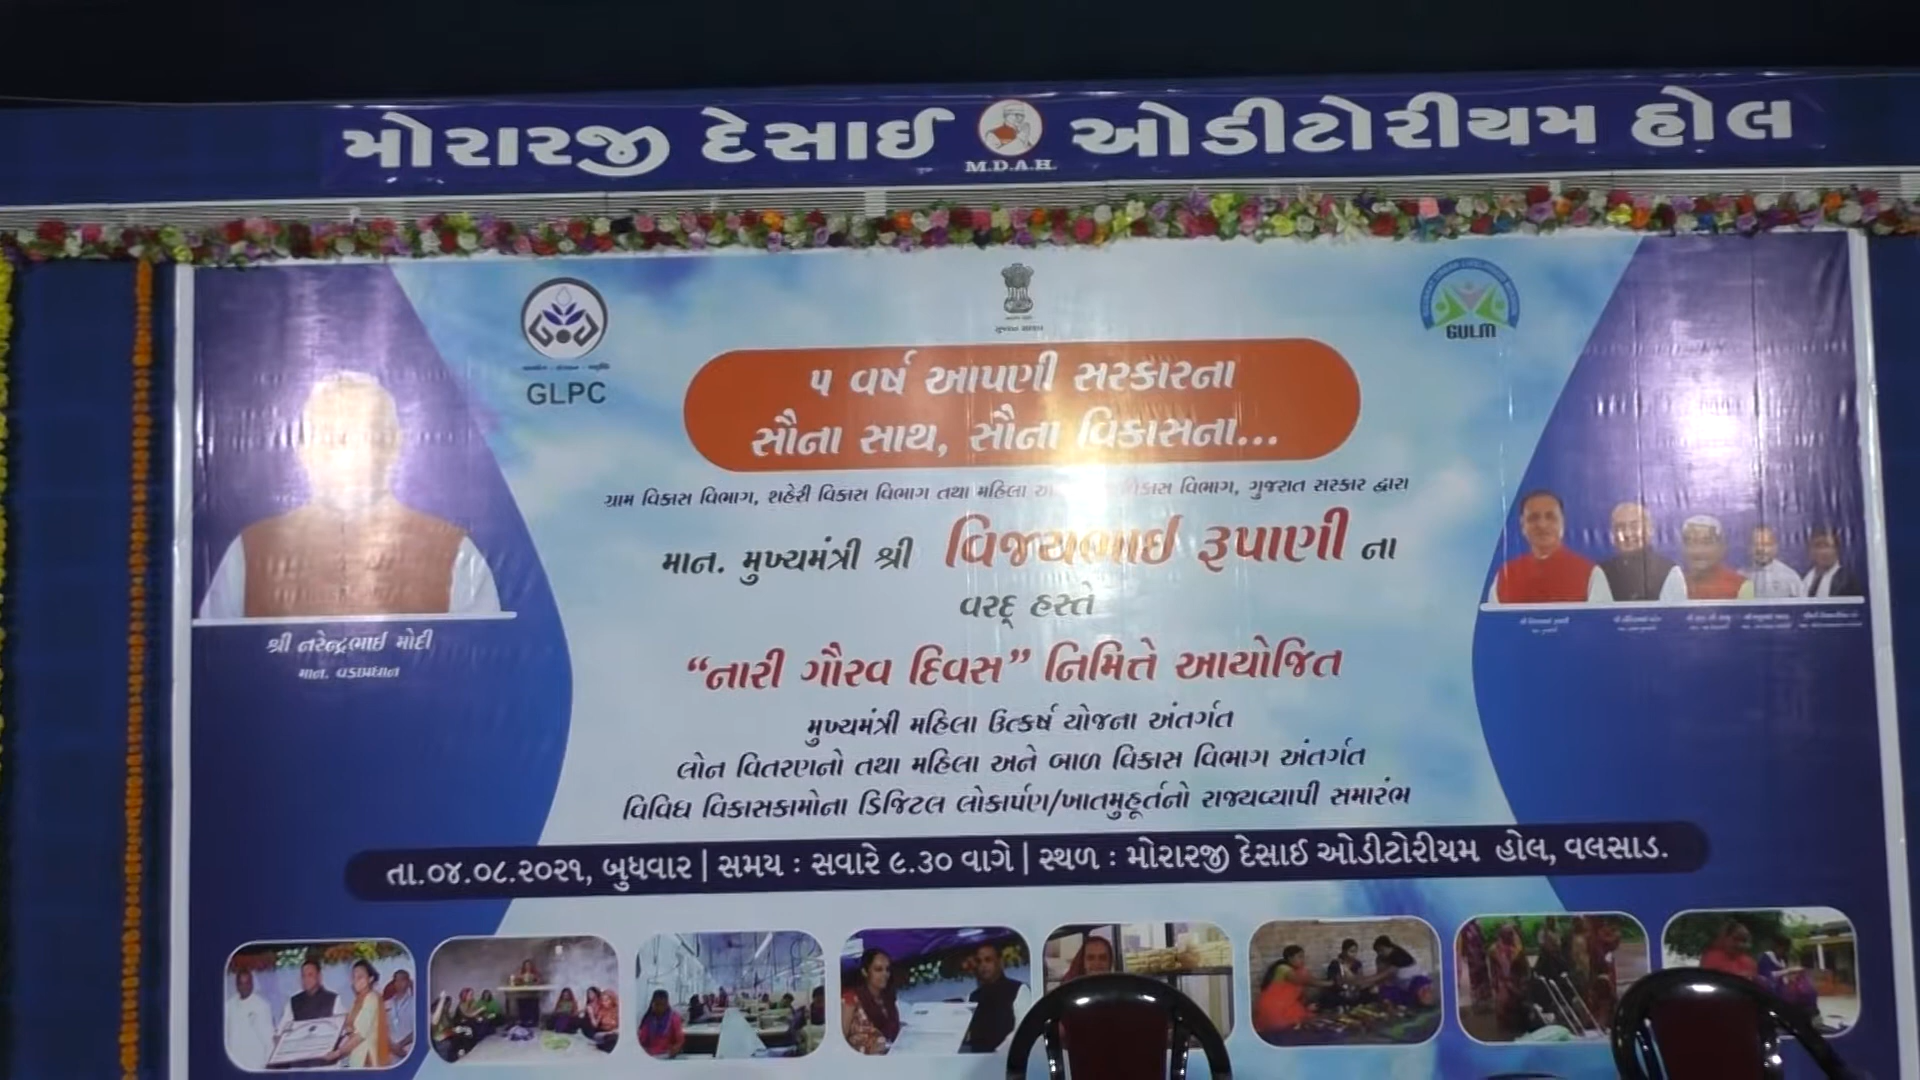 મોરારજી દેસાઈ ઓડીટોરીયમ હોલ
M.D.A.H.
GLPC
GULM
૫ વર્ષ આપણી સરકારના
સૌના સાથ, સૌના વિકાસના...
ગ્રામ વિકાસ વિભાગ, શહેરી વિકાસ વિભાગ તથા મહિલા વિભાગ, ગુજરાત સરકાર દ્વારા
માન. મુખ્યમંત્રી શ્રી વિજયભાઈ રૂપાણી ના
વરદ્ હસ્તે
“નારી ગૌરવ દિવસ” નિમિત્તે આયોજિત
મુખ્યમંત્રી મહિલા ઉત્કર્ષ યોજના અંતર્ગત
લોન વિતરણનો તથા મહિલા અને બાળ વિકાસ વિભાગ અંતર્ગત
વિવિધ વિકાસકામોના ડિજિટલ લોકાર્પણ/ખાતમુહૂર્તનો રાજ્યવ્યાપી સમારંભ
તા.૦૪.૦૮.૨૦૨૧, બુધવાર | સમય : સવારે ૯.૩૦ વાગે | સ્થળ : મોરારજી દેસાઈ ઓડીટોરીયમ હોલ, વલસાડ.
શ્રી નરેન્દ્રભાઈ મોદી
માન. વડાપ્રધાન